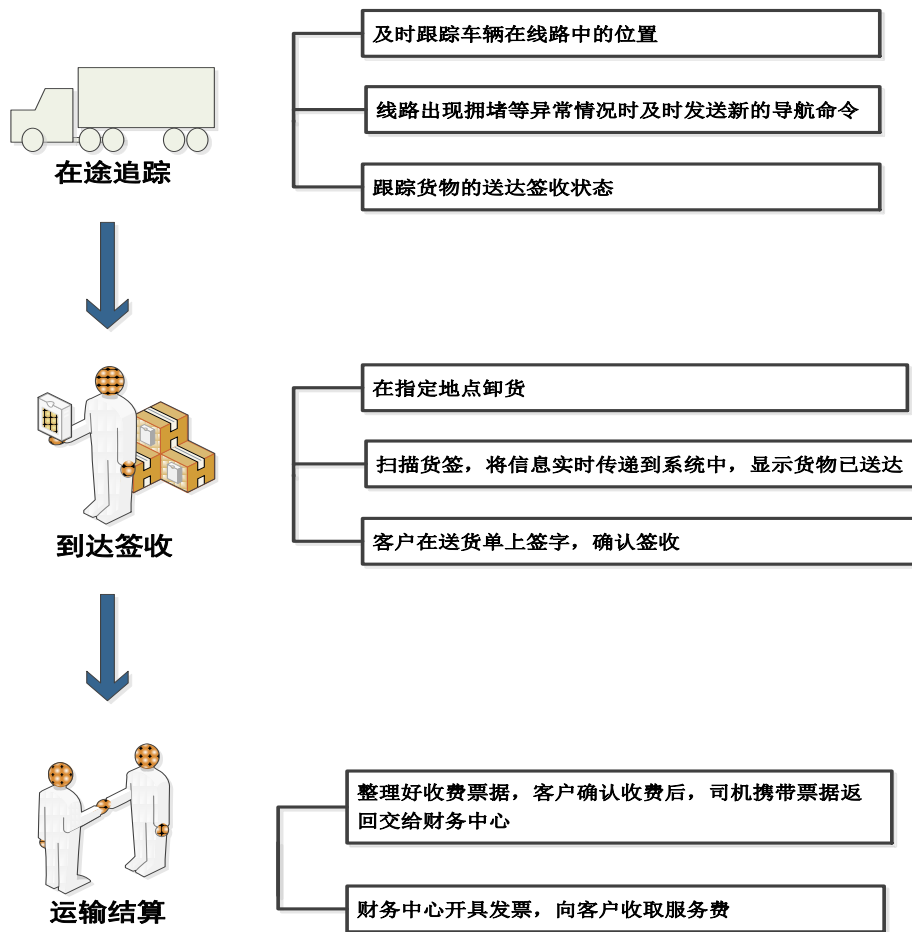 及时跟踪车辆在线路中的位置
线路出现拥堵等异常情况时及时发送新的导航命令
在途追踪
跟踪货物的送达签收状态
在指定地点卸货
扫描货签，将信息实时传递到系统中，显示货物已送达
到达签收
客户在送货单上签字，确认签收
整理好收费票据，客户确认收费后，司机携带票据返
回交给财务中心
运输结算
财务中心开具发票，向客户收取服务费